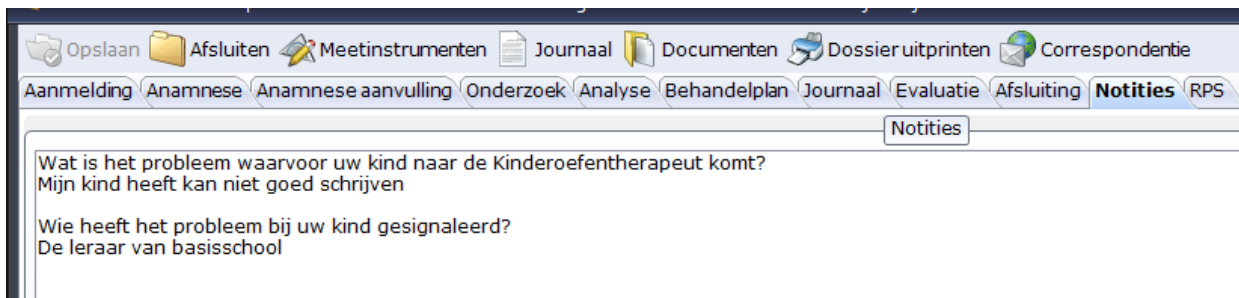 Opslaan Afsluiten Meetinstrumenten Journaal Documenten Dossier uitprinten Correspondentie
Aanmelding Anamnese Anamnese aanvulling Onderzoek Analyse Behandelplan Journaal Evaluatie Afsluiting Notities RPS
Notities
Wat is het probleem waarvoor uw kind naar de Kinderoefentherapeut komt?
Mijn kind heeft kan niet goed schrijven
Wie heeft het probleem bij uw kind gesignaleerd?
De leraar van basisschool